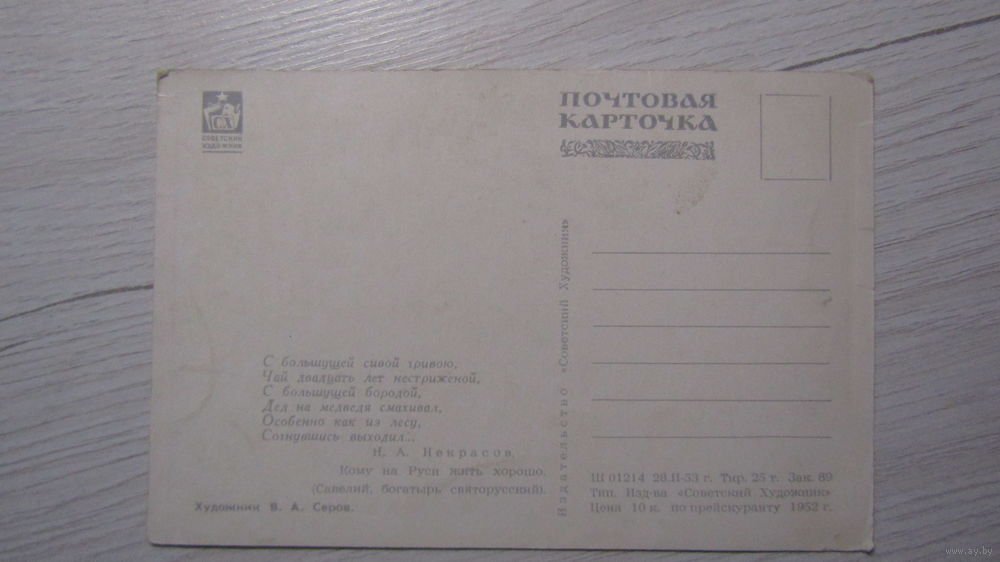 СХ
СОВЕТСКИЙ
ХУДОЖНИК
ПОЧТОВАЯ
КАРТОЧКА
С большущей сивой гривою,
Чай двадцать лет нестриженой,
С большущей бородой,
Дед на медведя смахивал,
Особенно как из лесу,
Согнувшись выходил...
Н. А. Некрасов.
Кому на Руси жить хорошо.
(Савелий, богатырь святорусский).
Художник В. А. Серов.
Издательство «Советский Художник»
Ш 01214 28.II-53 г. Тир. 25 т. Зак. 89
Тип. Изд-ва «Советский Художник»
Цена 10 к. по прейскуранту 1952 г.
www.ay.by